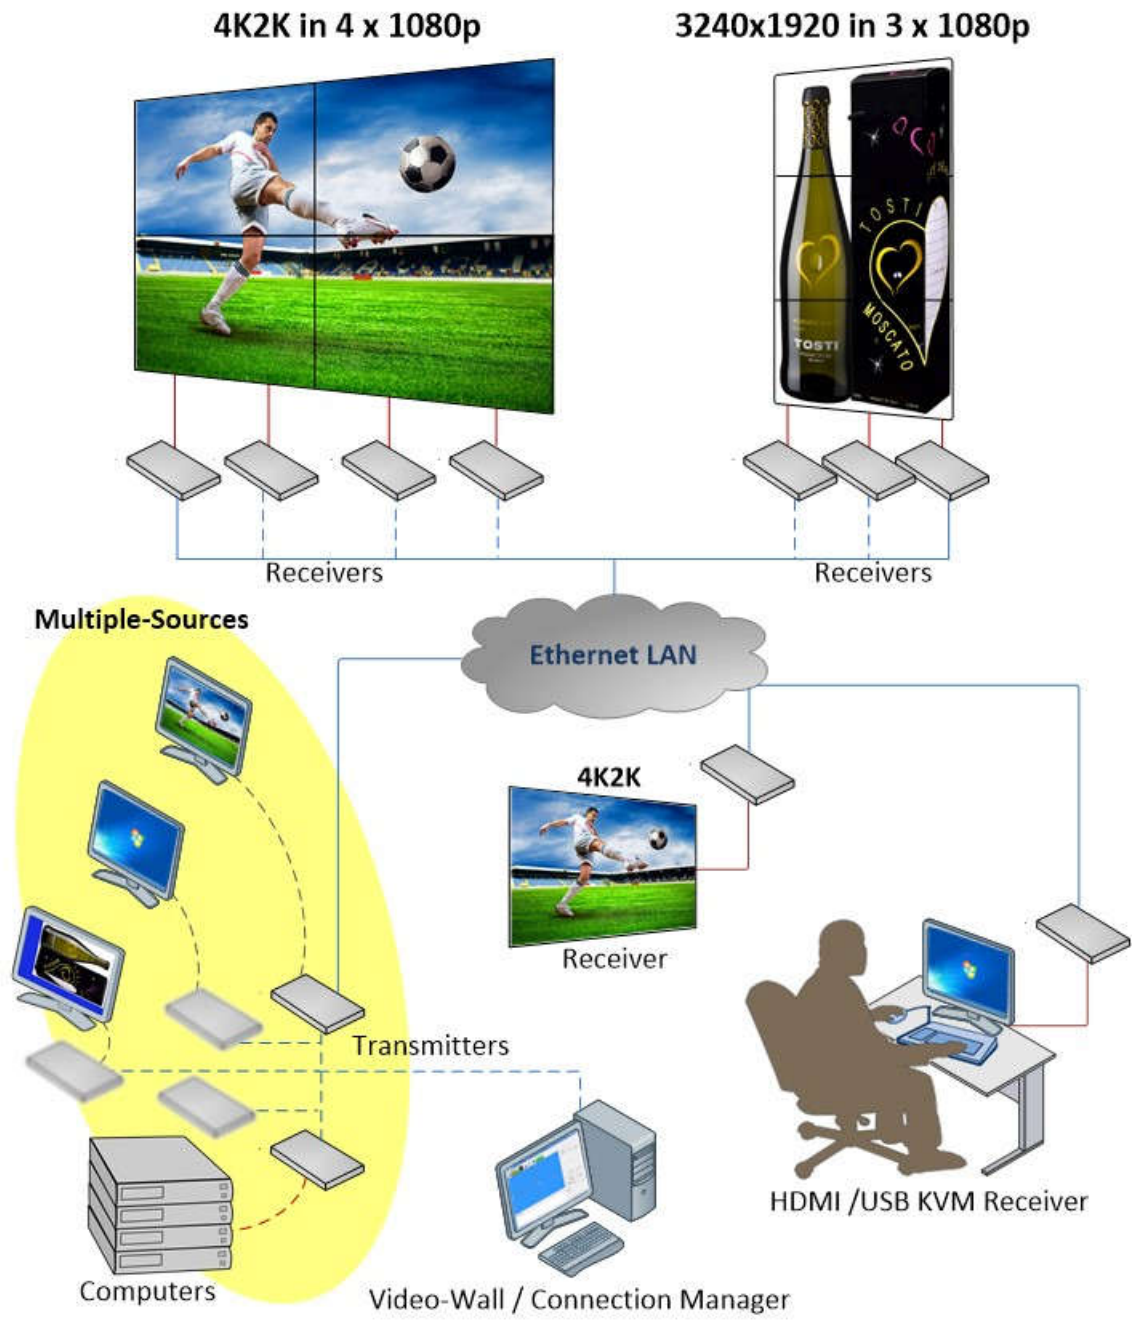 4K2K in 4 x 1080p
3240x1920 in 3 x 1080p
TOSTI
MOSCATO
TOSTI
Receivers
Receivers
Multiple-Sources
Ethernet LAN
4K2K
Receiver
Transmitters
HDMI /USB KVM Receiver
Computers
Video-Wall / Connection Manager